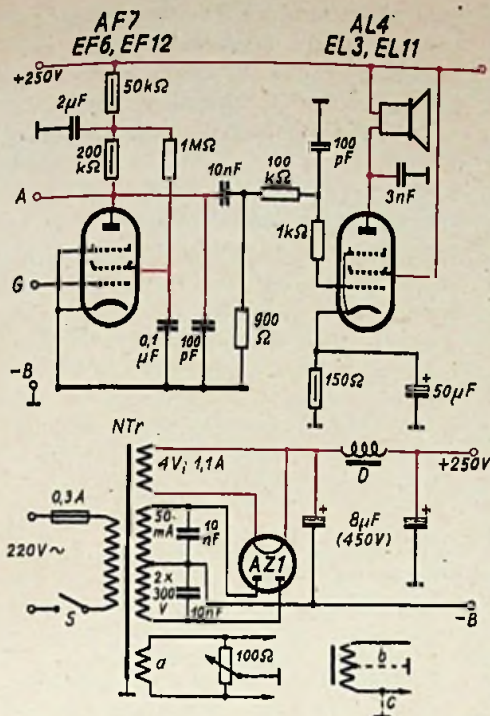 AF7
EF6, EF12
AL4
EL3, EL11
+250V
50kΩ
2µF
200
kΩ
1MΩ
10nF
100
kΩ
100
pF
3nF
1kΩ
A
G
-B
0,1
µF
100
pF
900
Ω
150Ω
+
50µF
NTr
4V; 1,1A
D
+250V
0,3A
220V~
S
50-
mA
10
nF
2x
300
V
10nF
AZ1
+
8µF
(450V)
+
-B
a
100Ω
b
c